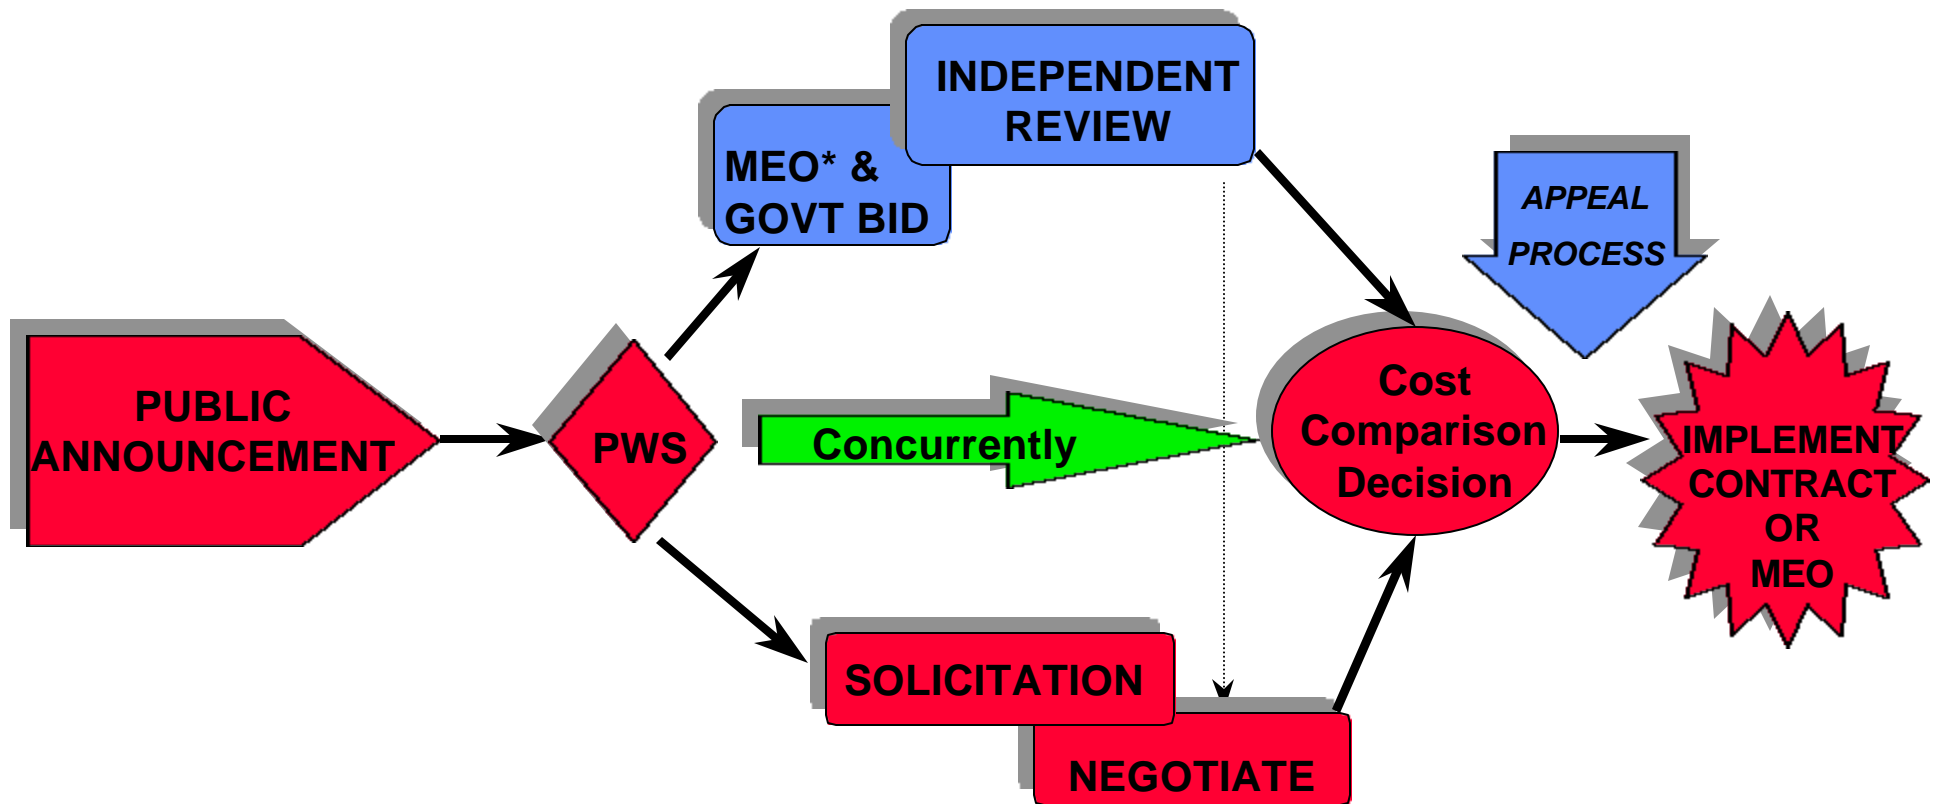 INDEPENDENT
REVIEW
MEO* &
GOVT BID
APPEAL
PROCESS
PUBLIC
ANNOUNCEMENT
PWS
Concurrently
Cost
Comparison
Decision
IMPLEMENT
CONTRACT
OR
MEO
SOLICITATION
NEGOTIATE